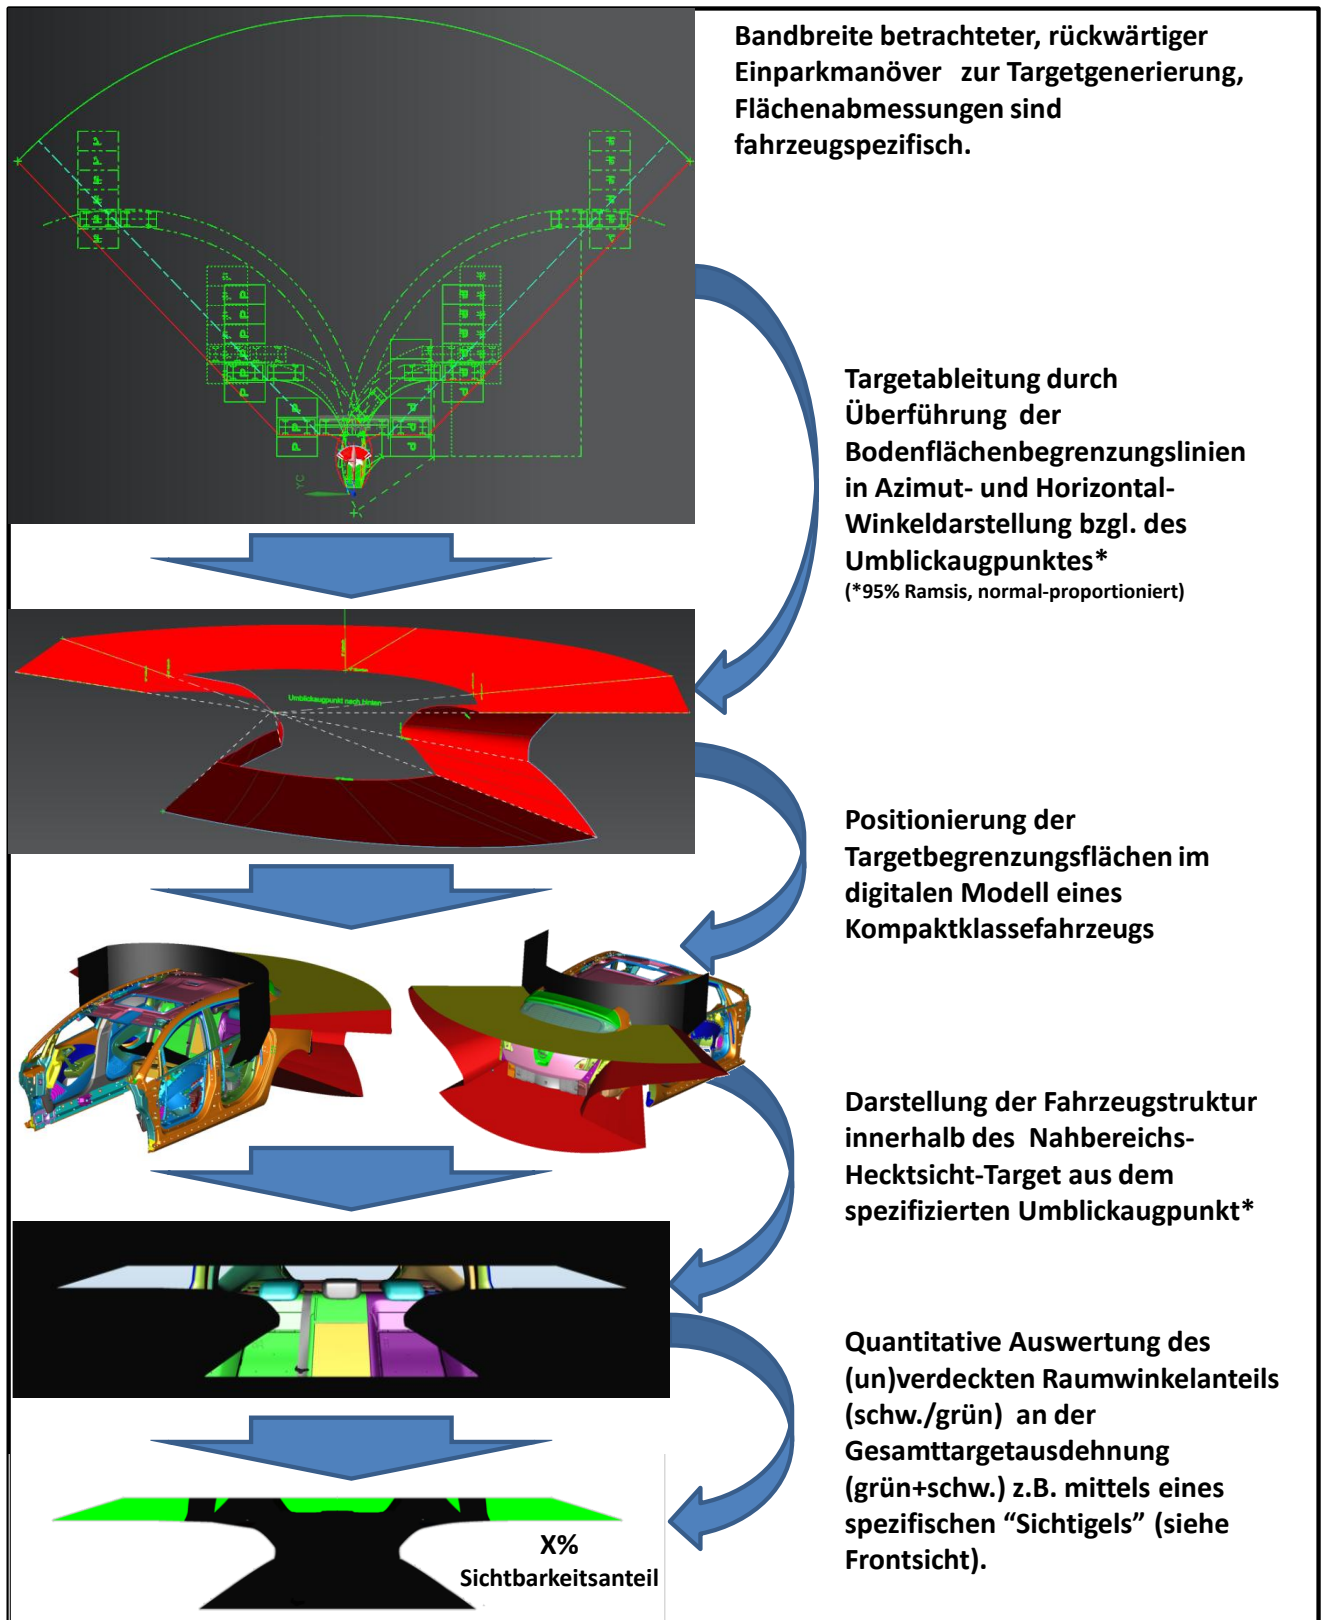 Bandbreite betrachteter, rückwärtiger
Einparkmanöver zur Targetgenerierung,
Flächenabmessungen sind
fahrzeugspezifisch.
YC
Targetableitung durch
Überführung der
Bodenflächenbegrenzungslinien
in Azimut- und Horizontal-
Winkeldarstellung bzgl. des
Umblickaugpunktes*
(*95% Ramsis, normal-proportioniert)
Umblickaugpunkt nach hinten
Positionierung der
Targetbegrenzungsflächen im
digitalen Modell eines
Kompaktklassefahrzeugs
Darstellung der Fahrzeugstruktur
innerhalb des Nahbereichs-
Hecktsicht-Target aus dem
spezifizierten Umblickaugpunkt*
Quantitative Auswertung des
(un)verdeckten Raumwinkelanteils
(schw./grün) an der
Gesamttargetausdehnung
(grün+schw.) z.B. mittels eines
spezifischen “Sichtigels” (siehe
Frontsicht).
X%
Sichtbarkeitsanteil